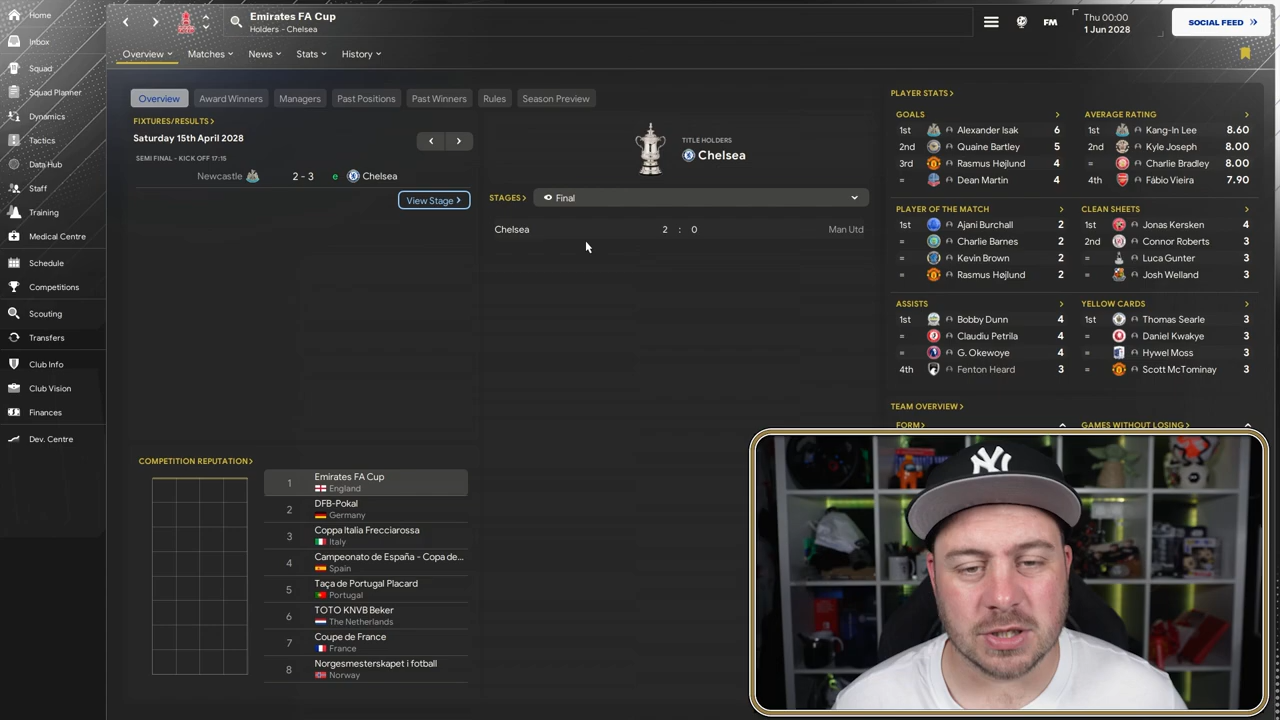 Home
Inbox
Squad
Squad Planner
Dynamics
Tactics
Data Hub
Staff
Training
Medical Centre
Schedule
Competitions
Scouting
Transfers
Club Info
Club Vision
Finances
Dev. Centre
Emirates FA Cup
Holders - Chelsea
FM
Thu 00:00
1 Jun 2028
SOCIAL FEED
Overview
Matches
News
Stats
History
Overview
Award Winners
Managers
Past Positions
Past Winners
Rules
Season Preview
FIXTURES/RESULTS
Saturday 15th April 2028
SEMI FINAL - KICK OFF 17:15
Newcastle 2 - 3 e Chelsea
View Stage
TITLE HOLDERS
Chelsea
STAGES
Final
Chelsea 2 : 0 Man Utd
COMPETITION REPUTATION
1 Emirates FA Cup
England
2 DFB-Pokal
Germany
3 Coppa Italia Frecciarossa
Italy
4 Campeonato de España - Copa de...
Spain
5 Taça de Portugal Placard
Portugal
6 TOTO KNVB Beker
The Netherlands
7 Coupe de France
France
8 Norgesmesterskapet i fotball
Norway
PLAYER STATS
GOALS
1st Alexander Isak 6
2nd Quaine Bartley 5
3rd Rasmus Højlund 4
= Dean Martin 4
AVERAGE RATING
1st Kang-In Lee 8.60
2nd Kyle Joseph 8.00
= Charlie Bradley 8.00
4th Fábio Vieira 7.90
PLAYER OF THE MATCH
1st Ajani Burchall 2
= Charlie Barnes 2
= Kevin Brown 2
= Rasmus Højlund 2
CLEAN SHEETS
1st Jonas Kersken 4
2nd Connor Roberts 3
= Luca Gunter 3
= Josh Welland 3
ASSISTS
1st Bobby Dunn 4
= Claudiu Petrila 4
= G. Okewoye 4
4th Fenton Heard 3
YELLOW CARDS
1st Thomas Searle 3
= Daniel Kwakye 3
= Hywel Moss 3
= Scott McTominay 3
TEAM OVERVIEW
FORM
GAMES WITHOUT LOSING
NY